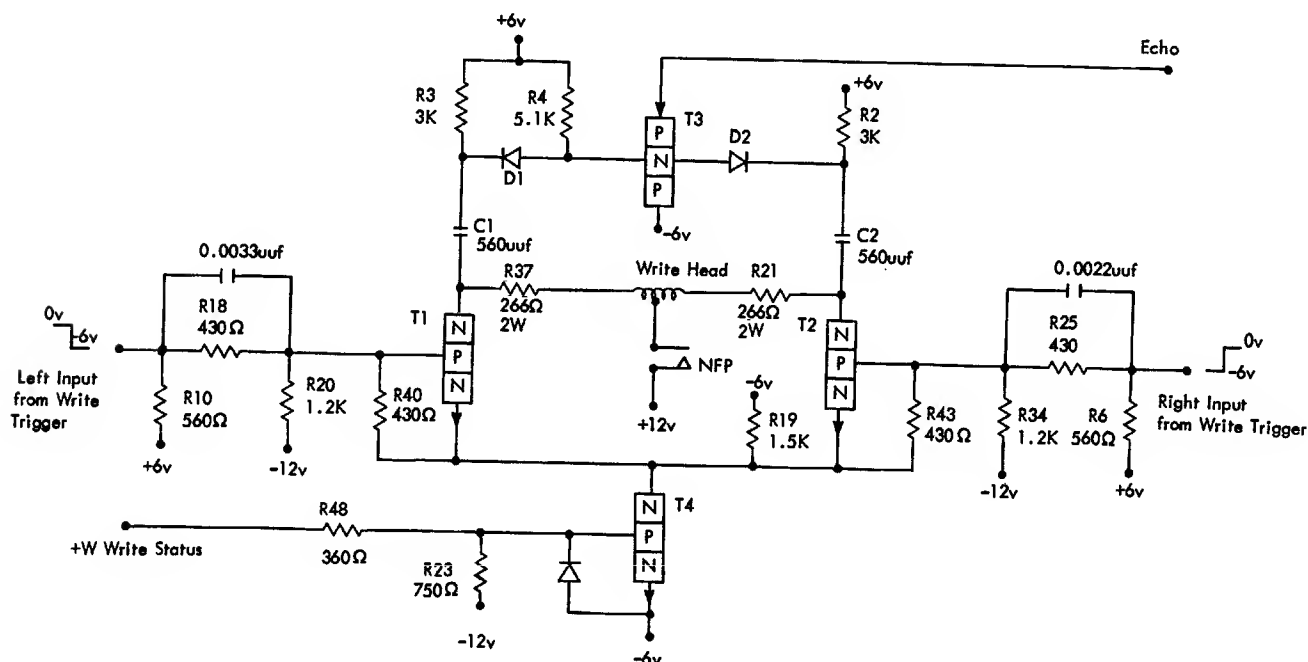 +6v
Echo
R3
3K
R4
5.1K
P
N
P
T3
+6v
R2
3K
D1
D2
-6v
C1
560uuf
C2
560uuf
0.0033uuf
R18
430Ω
R37
266Ω
2W
Write Head
R21
266Ω
2W
0.0022uuf
R25
430
0v
-6v
T1
N
P
N
T2
N
P
N
0v
-6v
Left Input
from Write
Trigger
R10
560Ω
+6v
R20
1.2K
-12v
R40
430Ω
Δ NFP
+12v
-6v
R19
1.5K
R43
430Ω
R34
1.2K
-12v
R6
560Ω
+6v
Right Input
from Write Trigger
+W Write Status
R48
360Ω
R23
750Ω
-12v
N
P
N
T4
-6v